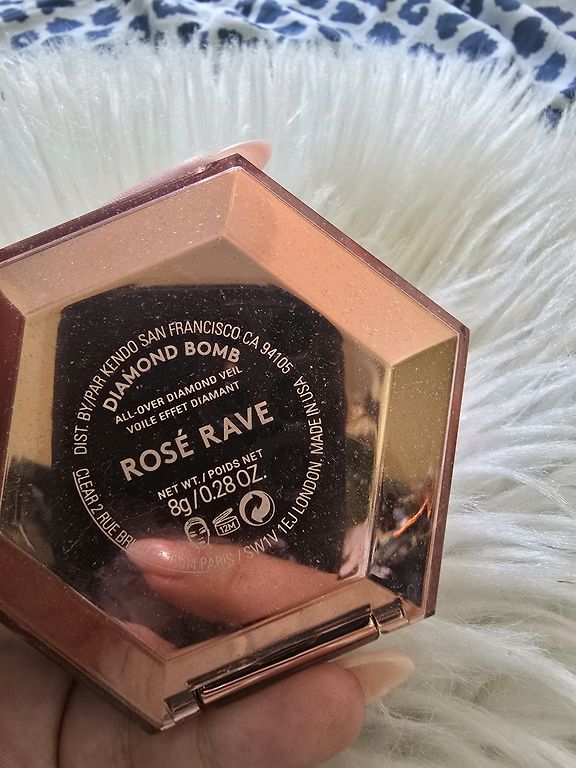 DIST. BY/PAR KENDO SAN FRANCISCO CA 94105
DIAMOND BOMB
ALL-OVER DIAMOND VEIL
VOILE EFFET DIAMANT
ROSÉ RAVE
NET WT. / POIDS NET
8g/0.28 OZ.
12M
CLEAR 2 RUE
PARIS / SW1V 1EJ LONDON. MADE IN USA